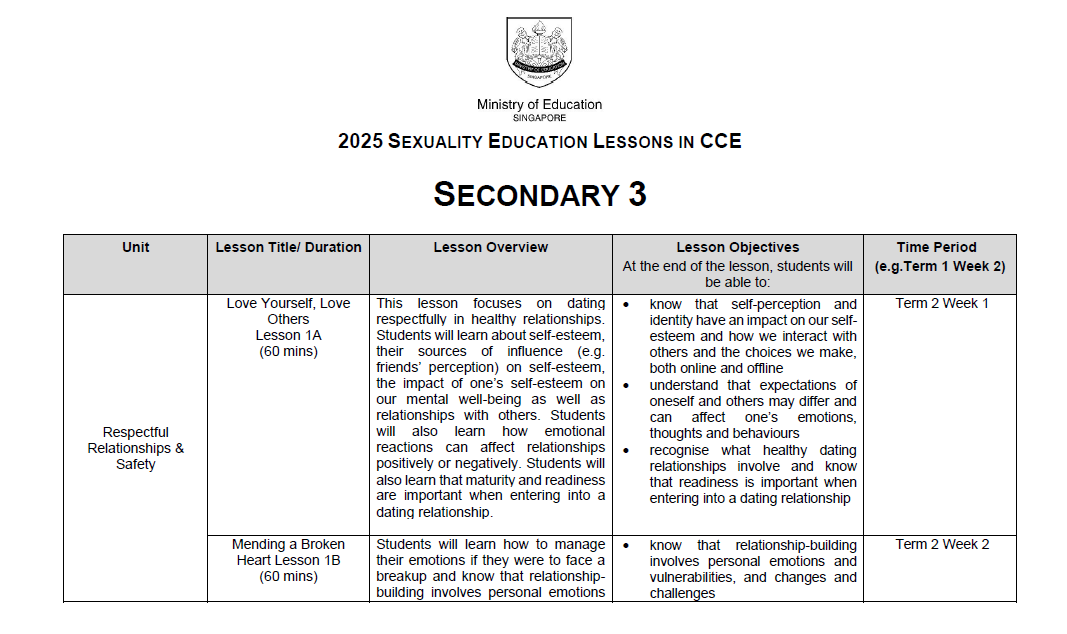 MINISTRY OF EDUCATION
SINGAPORE
Ministry of Education
SINGAPORE
2025 SEXUALITY EDUCATION LESSONS IN CCE
SECONDARY 3
Unit
Lesson Title/ Duration
Lesson Overview
Lesson Objectives
At the end of the lesson, students will
be able to:
Time Period
(e.g.Term 1 Week 2)
Respectful
Relationships &
Safety
Love Yourself, Love
Others
Lesson 1A
(60 mins)
This lesson focuses on dating
respectfully in healthy relationships.
Students will learn about self-esteem,
their sources of influence (e.g.
friends’ perception) on self-esteem,
the impact of one’s self-esteem on
our mental well-being as well as
relationships with others. Students
will also learn how emotional
reactions can affect relationships
positively or negatively. Students will
also learn that maturity and readiness
are important when entering into a
dating relationship.
• know that self-perception and
identity have an impact on our self-
esteem and how we interact with
others and the choices we make,
both online and offline
• understand that expectations of
oneself and others may differ and
can affect one’s emotions,
thoughts and behaviours
• recognise what healthy dating
relationships involve and know
that readiness is important when
entering into a dating relationship
Term 2 Week 1
Mending a Broken
Heart Lesson 1B
(60 mins)
Students will learn how to manage
their emotions if they were to face a
breakup and know that relationship-
building involves personal emotions
• know that relationship-building
involves personal emotions and
vulnerabilities, and changes and
challenges
Term 2 Week 2